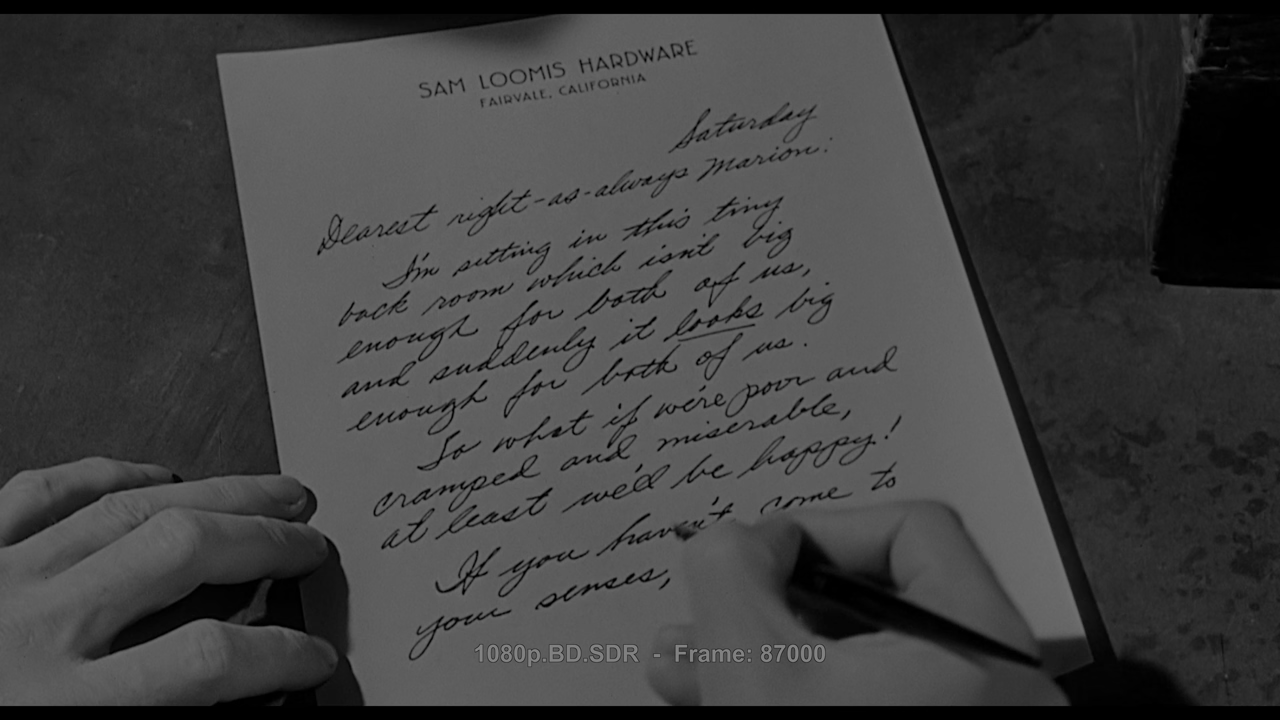 SAM LOOMIS HARDWARE
FAIRVALE, CALIFORNIA
Saturday
Dearest right-as-always Marion:
I'm sitting in this tiny
back room which isn't big
enough for both of us,
and suddenly it looks big
enough for both of us.
So what if we're poor and
cramped and miserable,
at least we'll be happy!
If you haven't come to
your senses,
1080p.BD.SDR - Frame: 87000